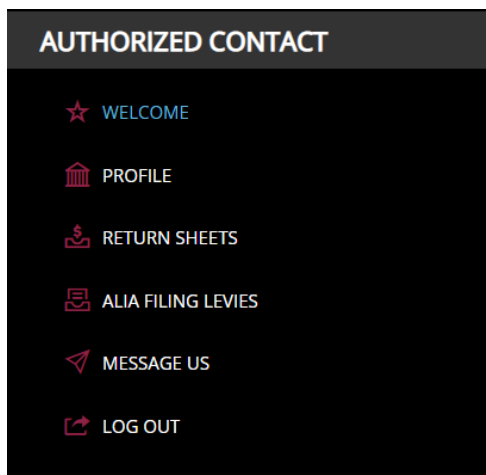 AUTHORIZED CONTACT
WELCOME
PROFILE
RETURN SHEETS
ALIA FILING LEVIES
MESSAGE US
LOG OUT